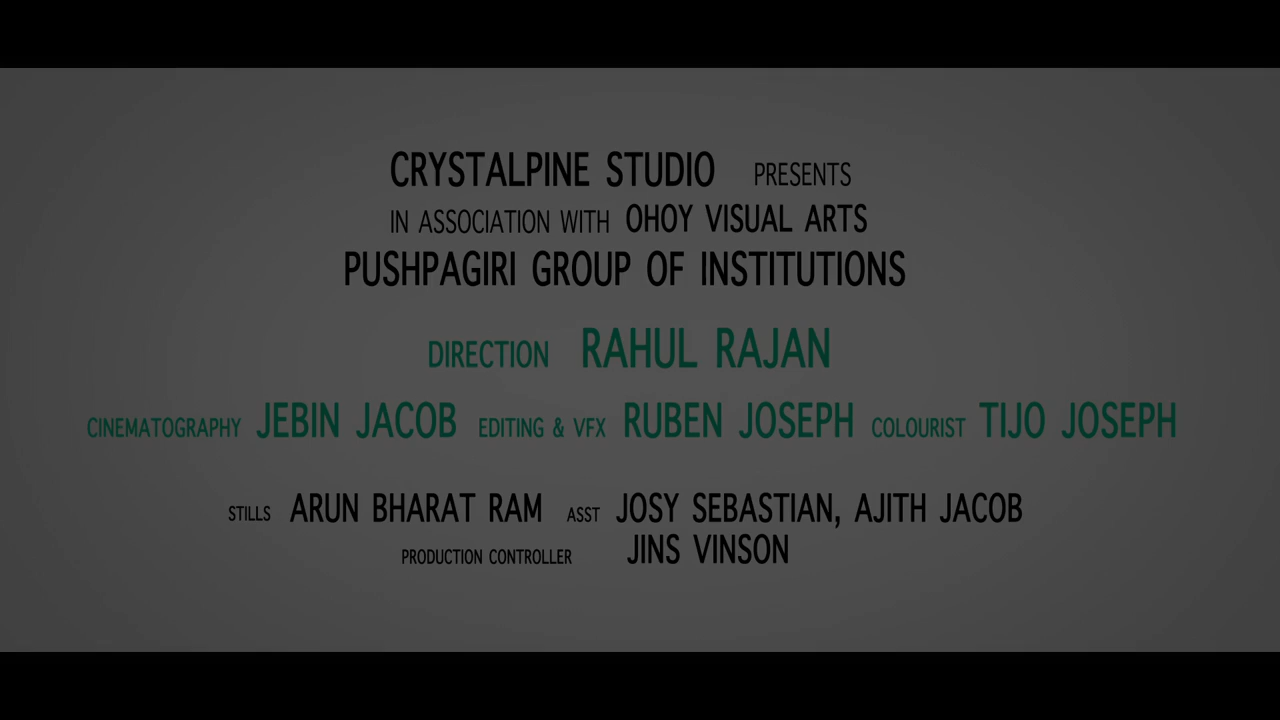 CRYSTALPINE STUDIO PRESENTS
IN ASSOCIATION WITH OHOY VISUAL ARTS
PUSHPAGIRI GROUP OF INSTITUTIONS
DIRECTION RAHUL RAJAN
CINEMATOGRAPHY JEBIN JACOB EDITING & VFX RUBEN JOSEPH COLOURIST TIJO JOSEPH
STILLS ARUN BHARAT RAM ASST JOSY SEBASTIAN, AJITH JACOB
PRODUCTION CONTROLLER JINS VINSON